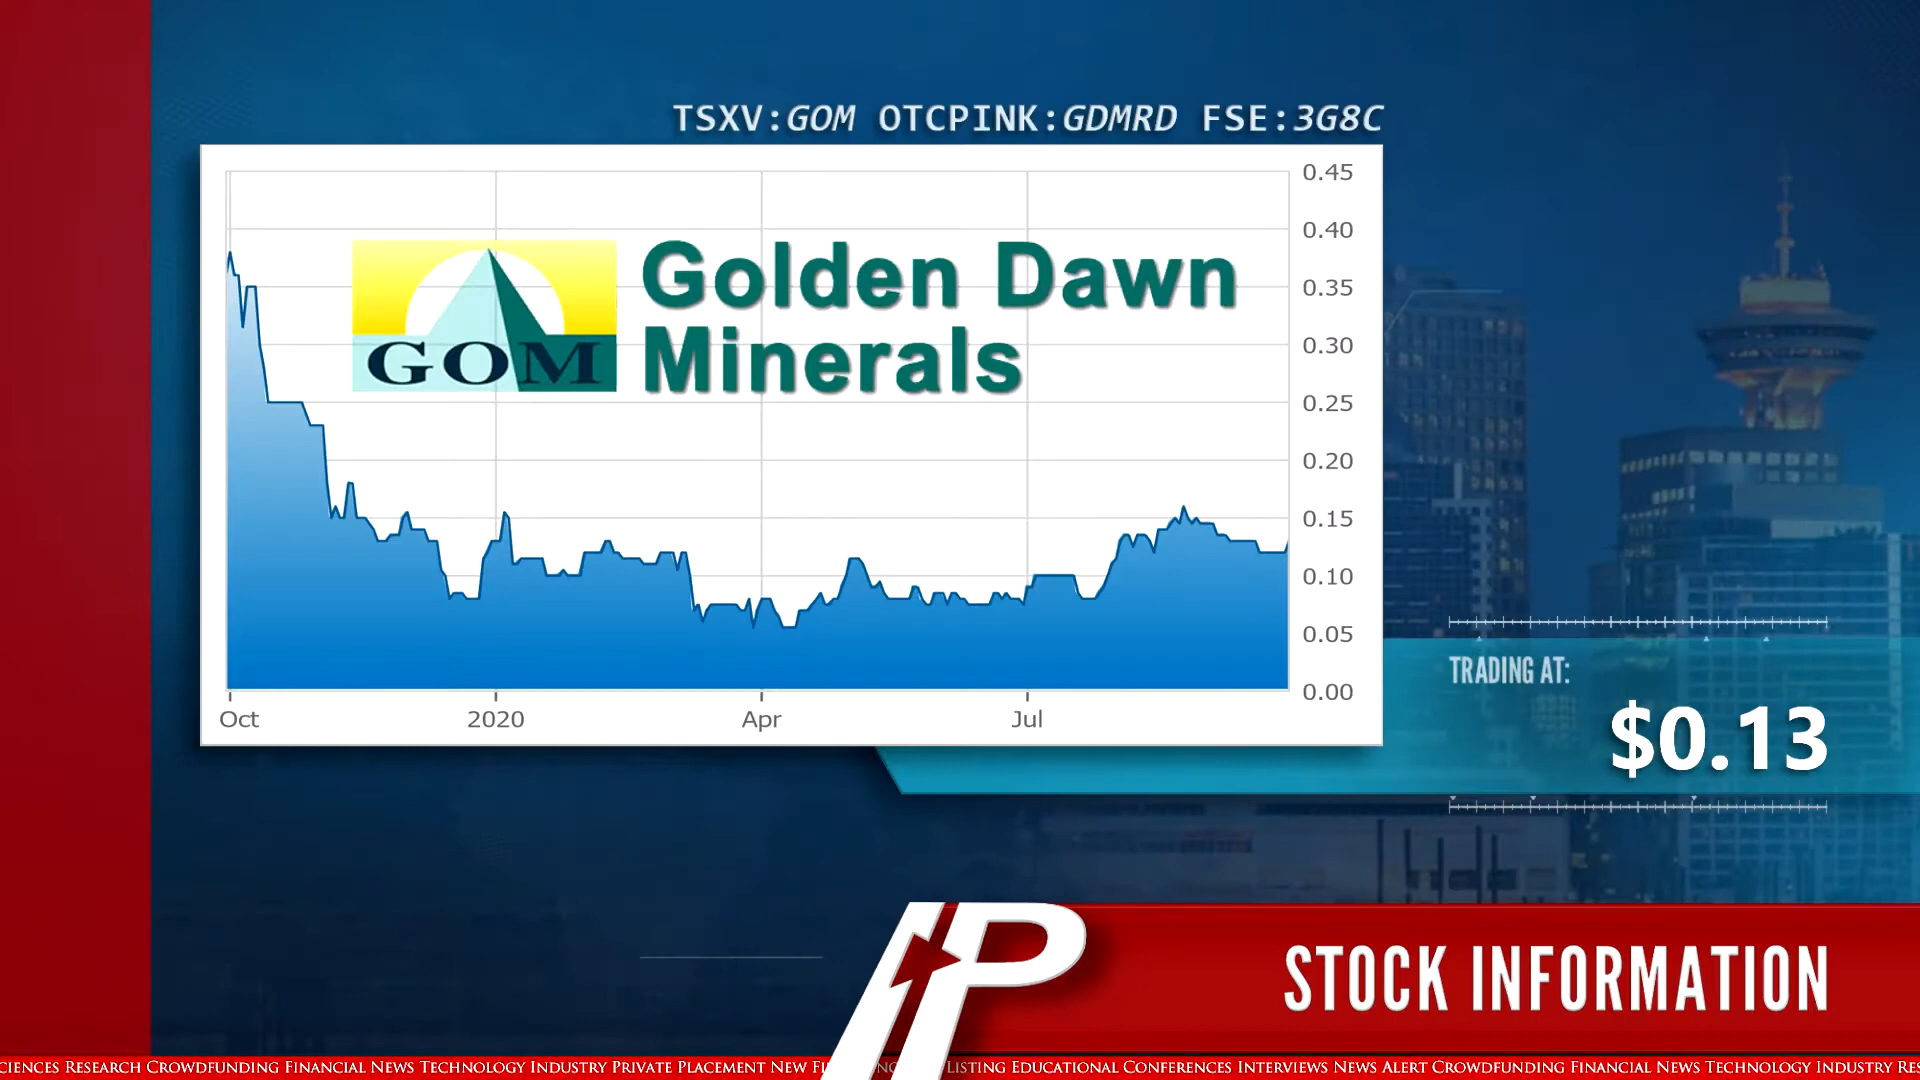 TSXV:GOM OTCPINK:GDMRD FSE:3G8C
0.45
0.40
0.35
0.30
0.25
0.20
0.15
0.10
0.05
0.00
Golden Dawn
Minerals
GOM
Oct 2020 Apr Jul
TRADING AT:
$0.13
IP
STOCK INFORMATION
RESEARCH CROWDFUNDING FINANCIAL NEWS TECHNOLOGY INDUSTRY PRIVATE PLACEMENT NEW LISTING EDUCATIONAL CONFERENCES INTERVIEWS NEWS ALERT CROWDFUNDING FINANCIAL NEWS TECHNOLOGY INDUSTRY